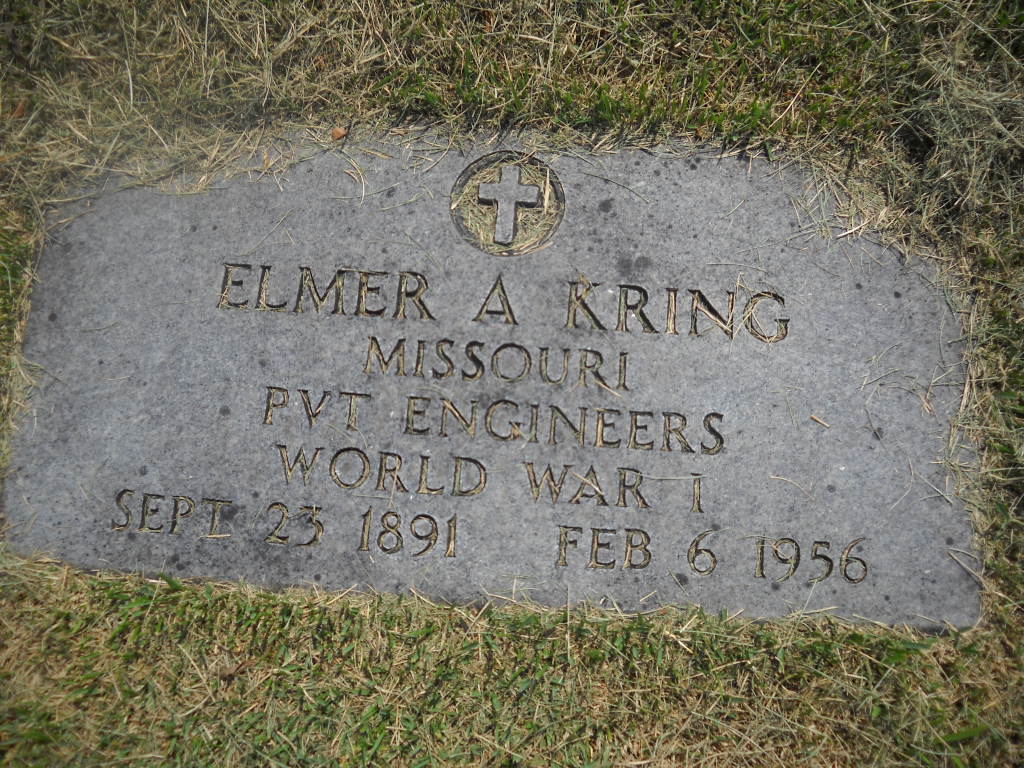 ELMER A KRING
MISSOURI
PVT ENGINEERS
WORLD WAR I
SEPT 23 1891 FEB 6 1956